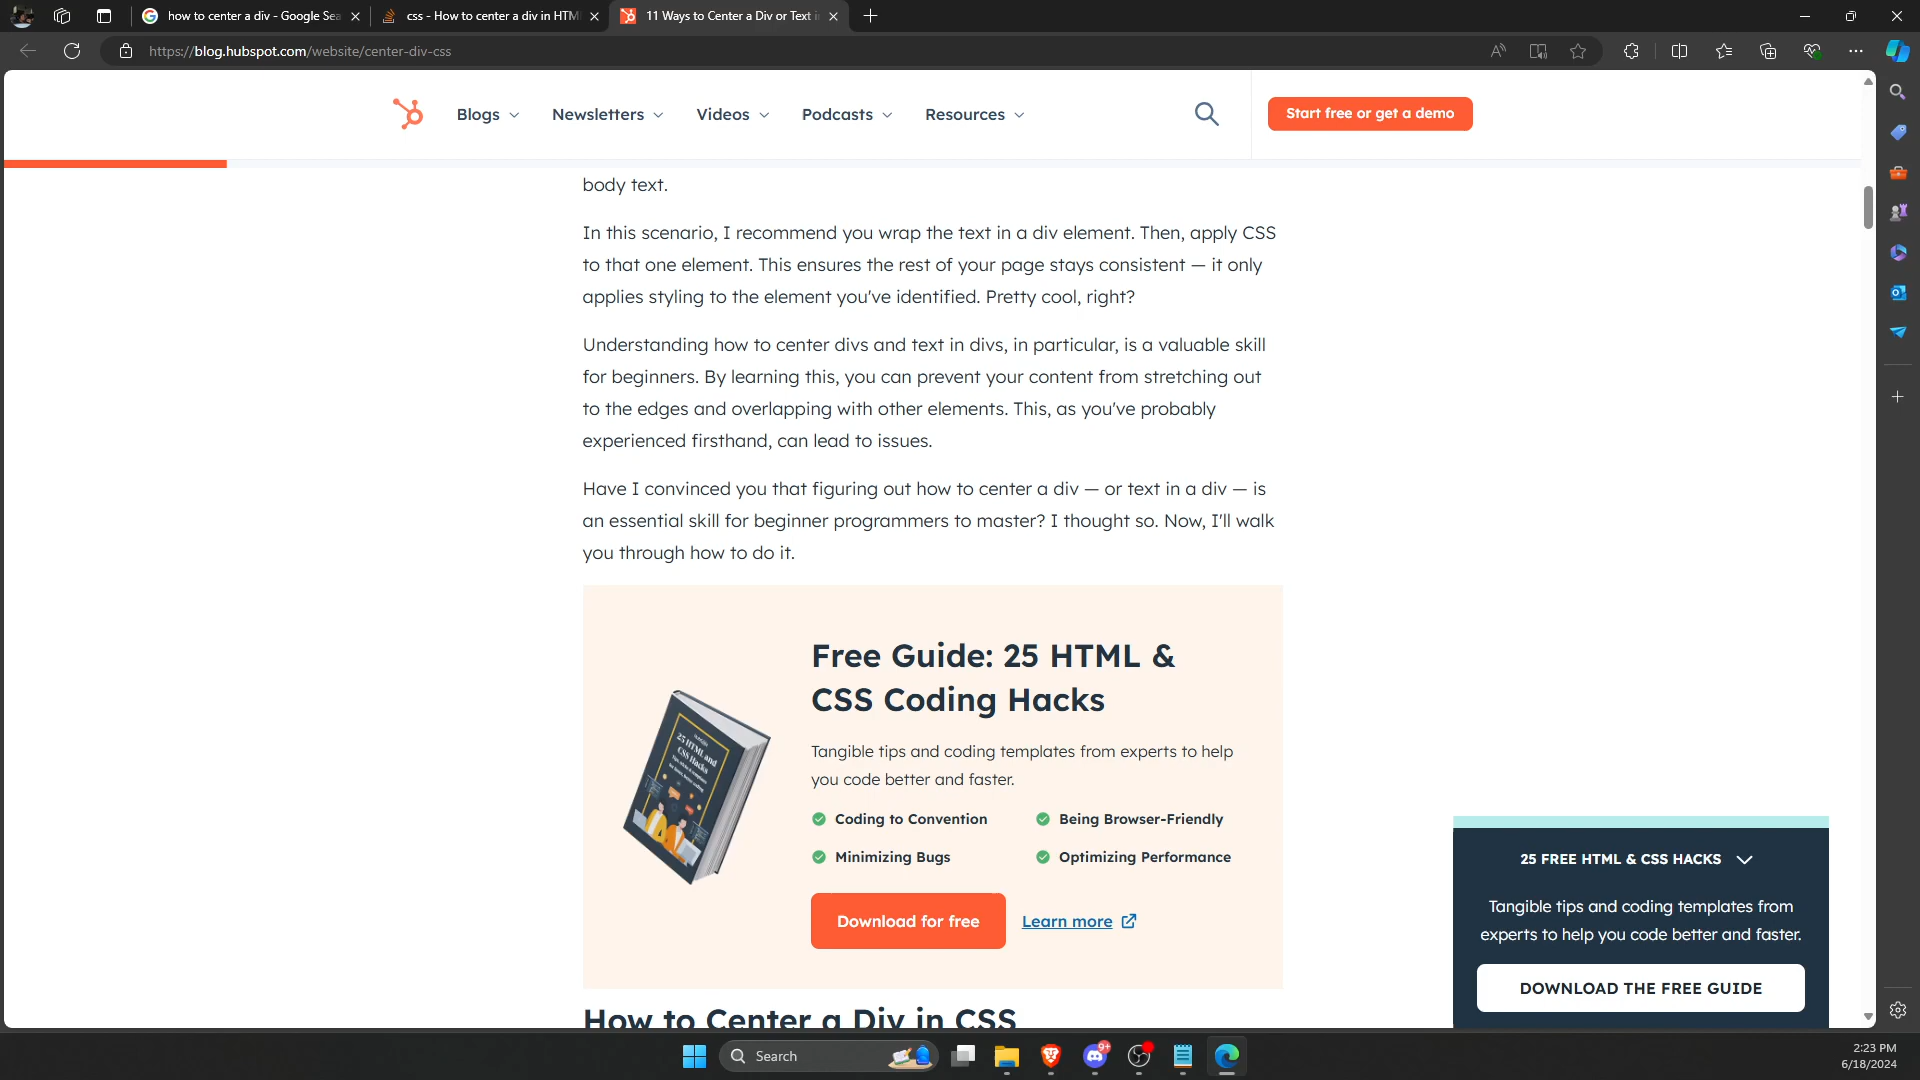 how to center a div - Google Sea
css - How to center a div in HTM
11 Ways to Center a Div or Text i
https://blog.hubspot.com/website/center-div-css
Blogs
Newsletters
Videos
Podcasts
Resources
Start free or get a demo
body text.
In this scenario, I recommend you wrap the text in a div element. Then, apply CSS
to that one element. This ensures the rest of your page stays consistent — it only
applies styling to the element you've identified. Pretty cool, right?
Understanding how to center divs and text in divs, in particular, is a valuable skill
for beginners. By learning this, you can prevent your content from stretching out
to the edges and overlapping with other elements. This, as you've probably
experienced firsthand, can lead to issues.
Have I convinced you that figuring out how to center a div — or text in a div — is
an essential skill for beginner programmers to master? I thought so. Now, I'll walk
you through how to do it.
Free Guide: 25 HTML &
CSS Coding Hacks
25 HTML and
CSS Hacks
Tangible tips and coding templates from experts to help
you code better and faster.
Coding to Convention
Being Browser-Friendly
Minimizing Bugs
Optimizing Performance
Download for free
Learn more
How to Center a Div in CSS
25 FREE HTML & CSS HACKS
Tangible tips and coding templates from
experts to help you code better and faster.
DOWNLOAD THE FREE GUIDE
Search
9+
2:23 PM
6/18/2024